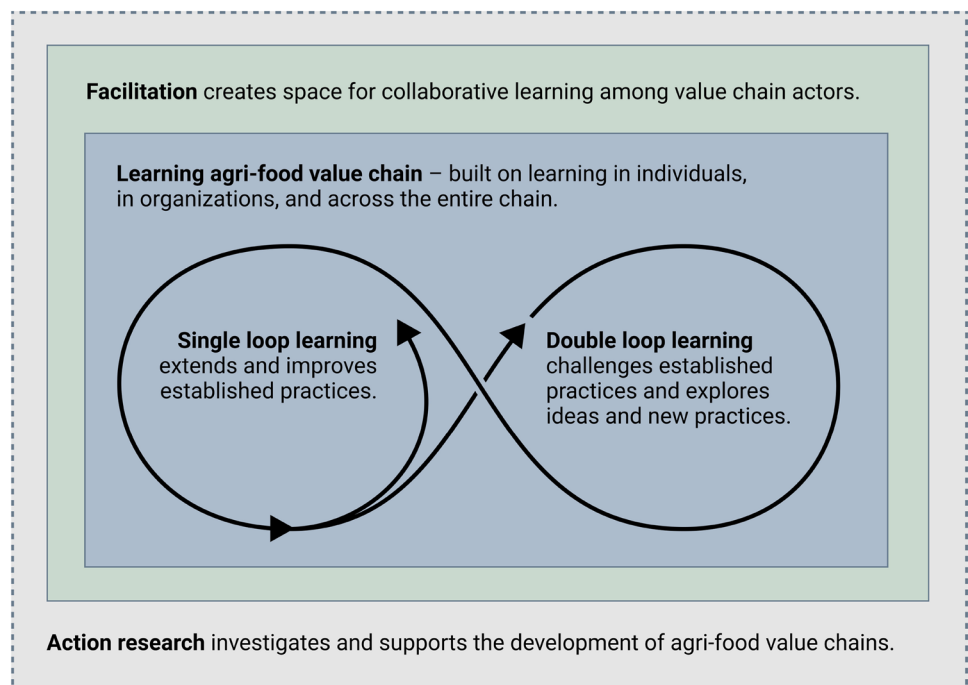 Facilitation creates space for collaborative learning among value chain actors.
Learning agri-food value chain – built on learning in individuals,
in organizations, and across the entire chain.
Single loop learning
extends and improves
established practices.
Double loop learning
challenges established
practices and explores
ideas and new practices.
Action research investigates and supports the development of agri-food value chains.